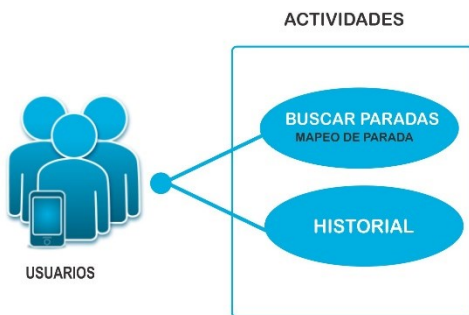 ACTIVIDADES
BUSCAR PARADAS
MAPEO DE PARADA
HISTORIAL
USUARIOS